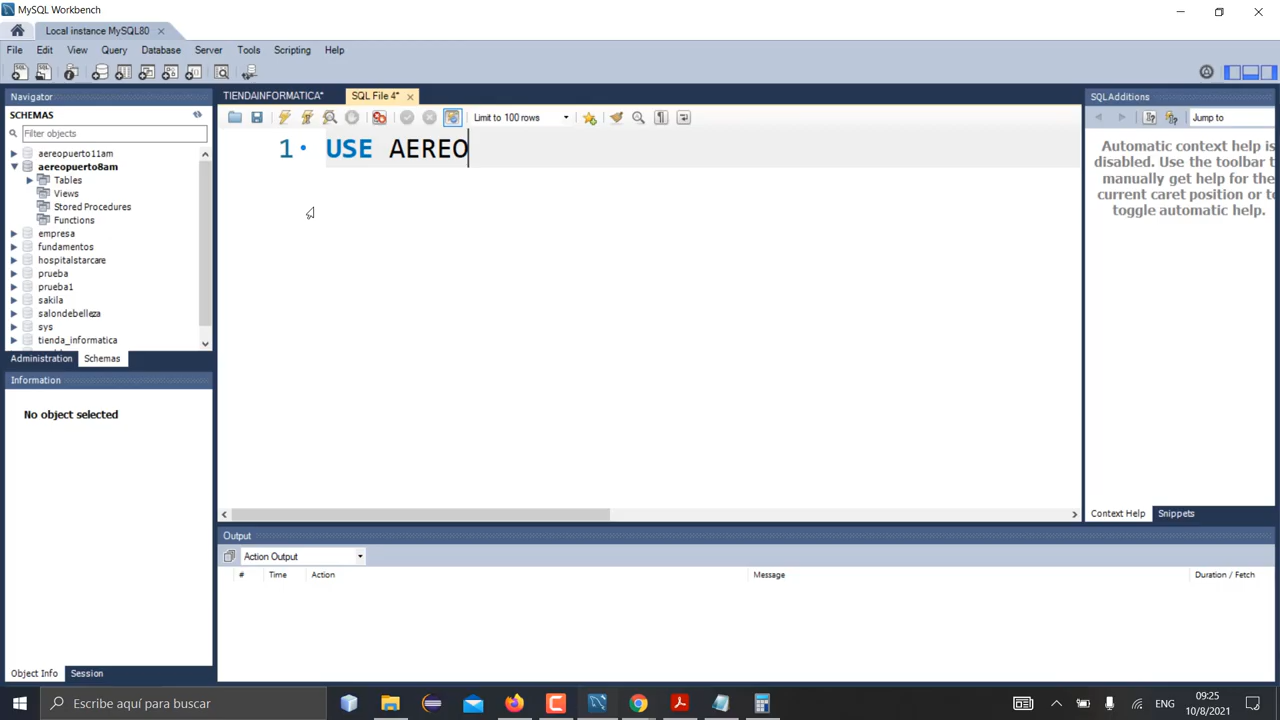 MySQL Workbench
Local instance MySQL80
File Edit View Query Database Server Tools Scripting Help
Navigator
SCHEMAS
Filter objects
aereopuerto11am
aereopuerto8am
Tables
Views
Stored Procedures
Functions
empresa
fundamentos
hospitalstarcare
prueba
prueba1
sakila
salondebelleza
sys
tienda_informatica
Administration Schemas
Information
No object selected
Object Info Session
TIENDAINFORMATICA* SQL File 4*
Limit to 100 rows
1 USE AEREO
Output
Action Output
# Time Action Message Duration / Fetch
SQLAdditions
Jump to
Automatic context help is
disabled. Use the toolbar t
manually get help for the
current caret position or to
toggle automatic help.
Context Help Snippets
Escribe aquí para buscar
ENG
09:25
10/8/2021